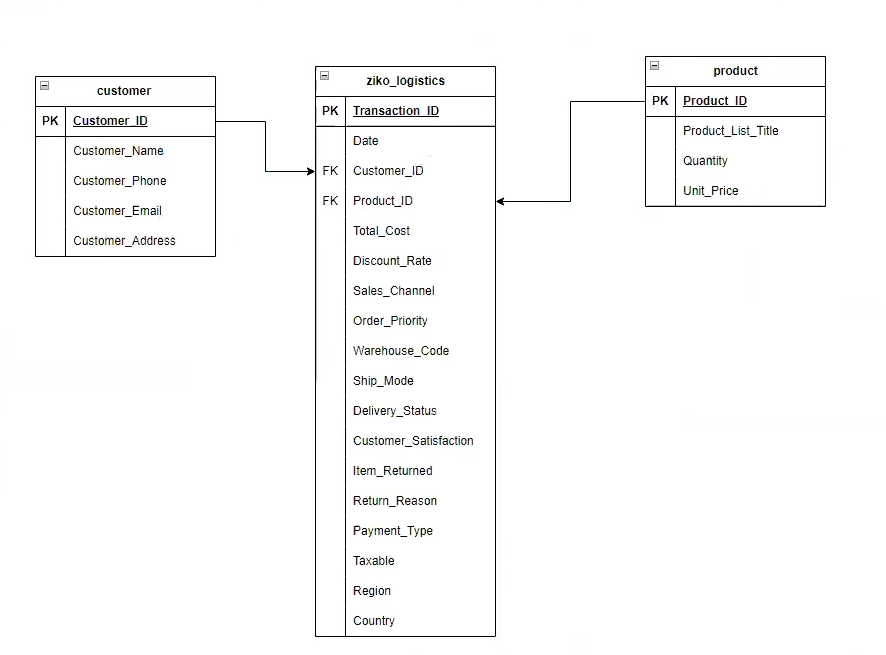 customer
PK Customer_ID
Customer_Name
Customer_Phone
Customer_Email
Customer_Address
ziko_logistics
PK Transaction_ID
Date
FK Customer_ID
FK Product_ID
Total_Cost
Discount_Rate
Sales_Channel
Order_Priority
Warehouse_Code
Ship_Mode
Delivery_Status
Customer_Satisfaction
Item_Returned
Return_Reason
Payment_Type
Taxable
Region
Country
product
PK Product_ID
Product_List_Title
Quantity
Unit_Price